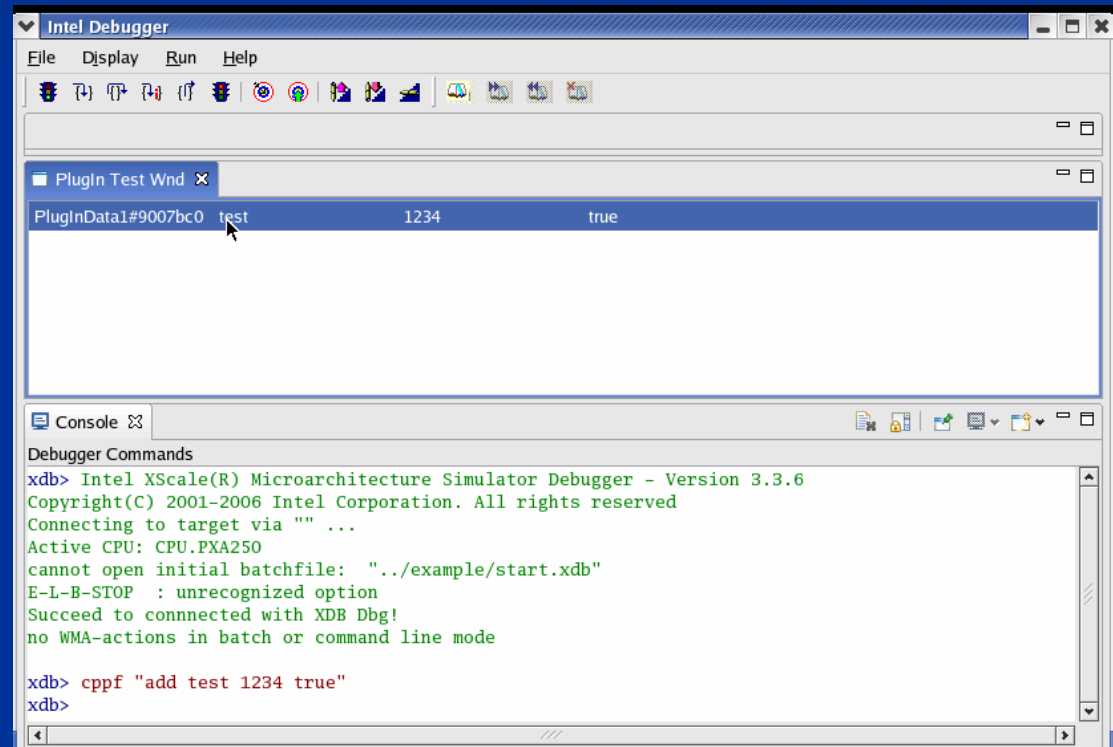 Intel Debugger
File Display Run Help
PlugIn Test Wnd
PlugInData1#9007bc0 test 1234 true
Console
Debugger Commands
xdb> Intel XScale(R) Microarchitecture Simulator Debugger - Version 3.3.6
Copyright(C) 2001-2006 Intel Corporation. All rights reserved
Connecting to target via "" ...
Active CPU: CPU.PXA250
cannot open initial batchfile: "../example/start.xdb"
E-L-B-STOP : unrecognized option
Succeed to connnected with XDB Dbg!
no WMA-actions in batch or command line mode
xdb> cppf "add test 1234 true"
xdb>